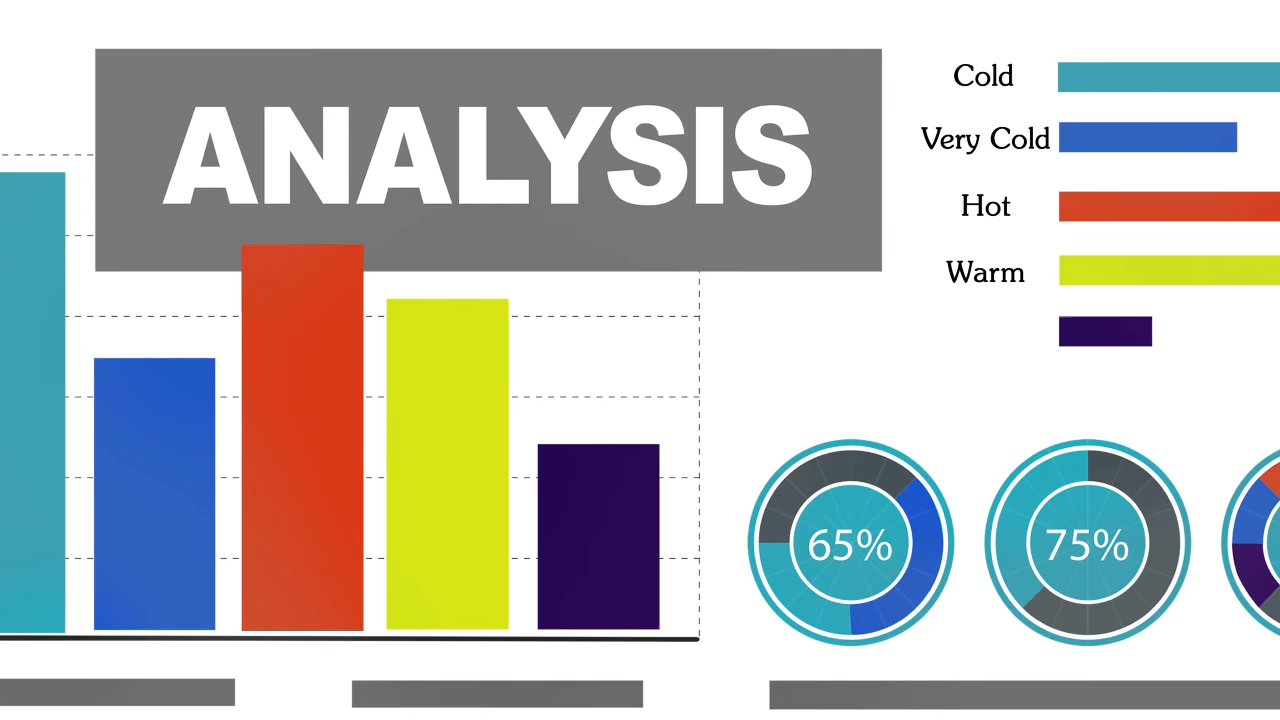 ANALYSIS
Cold
Very Cold
Hot
Warm
65%
75%